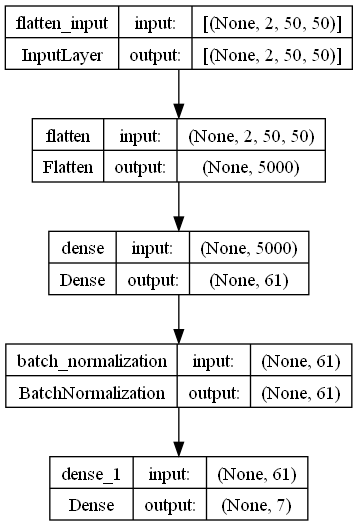 flatten_input input: [(None, 2, 50, 50)]
InputLayer output: [(None, 2, 50, 50)]
flatten input: (None, 2, 50, 50)
Flatten output: (None, 5000)
dense input: (None, 5000)
Dense output: (None, 61)
batch_normalization input: (None, 61)
BatchNormalization output: (None, 61)
dense_1 input: (None, 61)
Dense output: (None, 7)